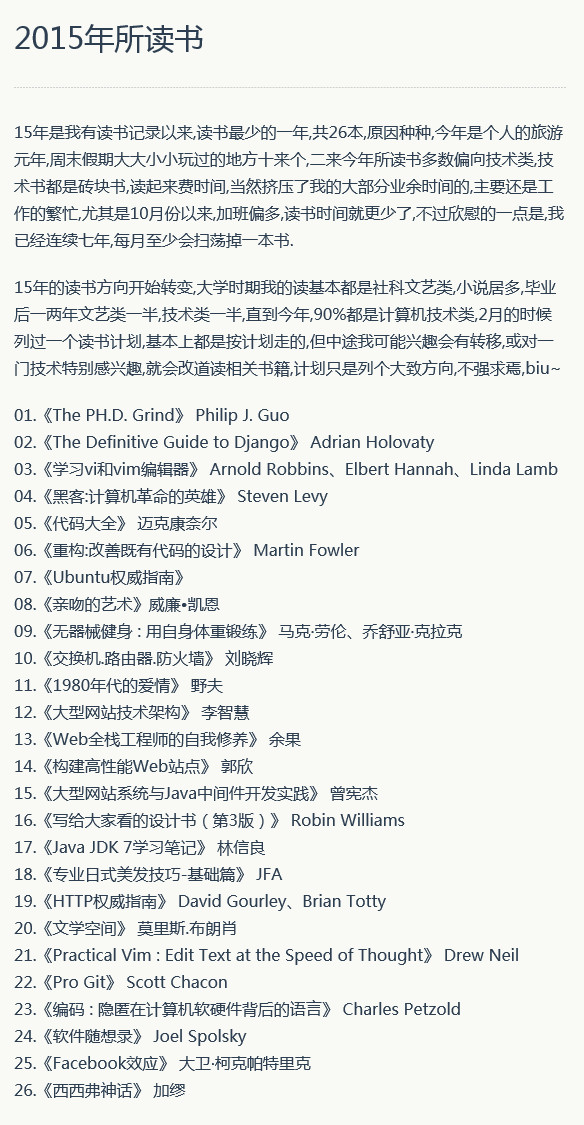 2015年所读书
15年是我有读书记录以来,读书最少的一年,共26本,原因种种,今年是个人的旅游
元年,周末假期大大小小玩过的地方十来个,二来今年所读书多数偏向技术类,技
术书都是砖块书,读起来费时间,当然挤压了我的大部分业余时间的,主要还是工
作的繁忙,尤其是10月份以来,加班偏多,读书时间就更少了,不过欣慰的一点是,我
已经连续七年,每月至少会扫荡掉一本书.
15年的读书方向开始转变,大学时期我的读基本都是社科文艺类,小说居多,毕业
后一两年文艺类一半,技术类一半,直到今年,90%都是计算机技术类,2月的时候
列过一个读书计划,基本上都是按计划走的,但中途我可能兴趣会有转移,或对一
门技术特别感兴趣,就会改道读相关书籍,计划只是列个大致方向,不强求焉,biu~
01.《The PH.D. Grind》 Philip J. Guo
02.《The Definitive Guide to Django》 Adrian Holovaty
03.《学习vi和vim编辑器》 Arnold Robbins、Elbert Hannah、Linda Lamb
04.《黑客:计算机革命的英雄》 Steven Levy
05.《代码大全》 迈克康奈尔
06.《重构:改善既有代码的设计》 Martin Fowler
07.《Ubuntu权威指南》
08.《亲吻的艺术》威廉•凯恩
09.《无器械健身 : 用自身体重锻练》 马克·劳伦、乔舒亚·克拉克
10.《交换机.路由器.防火墙》 刘晓辉
11.《1980年代的爱情》 野夫
12.《大型网站技术架构》 李智慧
13.《Web全栈工程师的自我修养》 余果
14.《构建高性能Web站点》 郭欣
15.《大型网站系统与Java中间件开发实践》 曾宪杰
16.《写给大家看的设计书（第3版）》 Robin Williams
17.《Java JDK 7学习笔记》 林信良
18.《专业日式美发技巧-基础篇》 JFA
19.《HTTP权威指南》 David Gourley、Brian Totty
20.《文学空间》 莫里斯.布朗肖
21.《Practical Vim : Edit Text at the Speed of Thought》 Drew Neil
22.《Pro Git》 Scott Chacon
23.《编码 : 隐匿在计算机软硬件背后的语言》 Charles Petzold
24.《软件随想录》 Joel Spolsky
25.《Facebook效应》 大卫·柯克帕特里克
26.《西西弗神话》 加缪